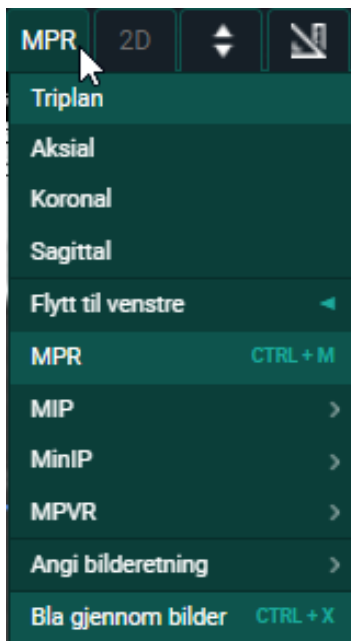 MPR 2D
Triplan
Aksial
Koronal
Sagittal
Flytt til venstre
MPR CTRL + M
MIP
MinIP
MPVR
Angi bilderetning
Bla gjennom bilder CTRL + X